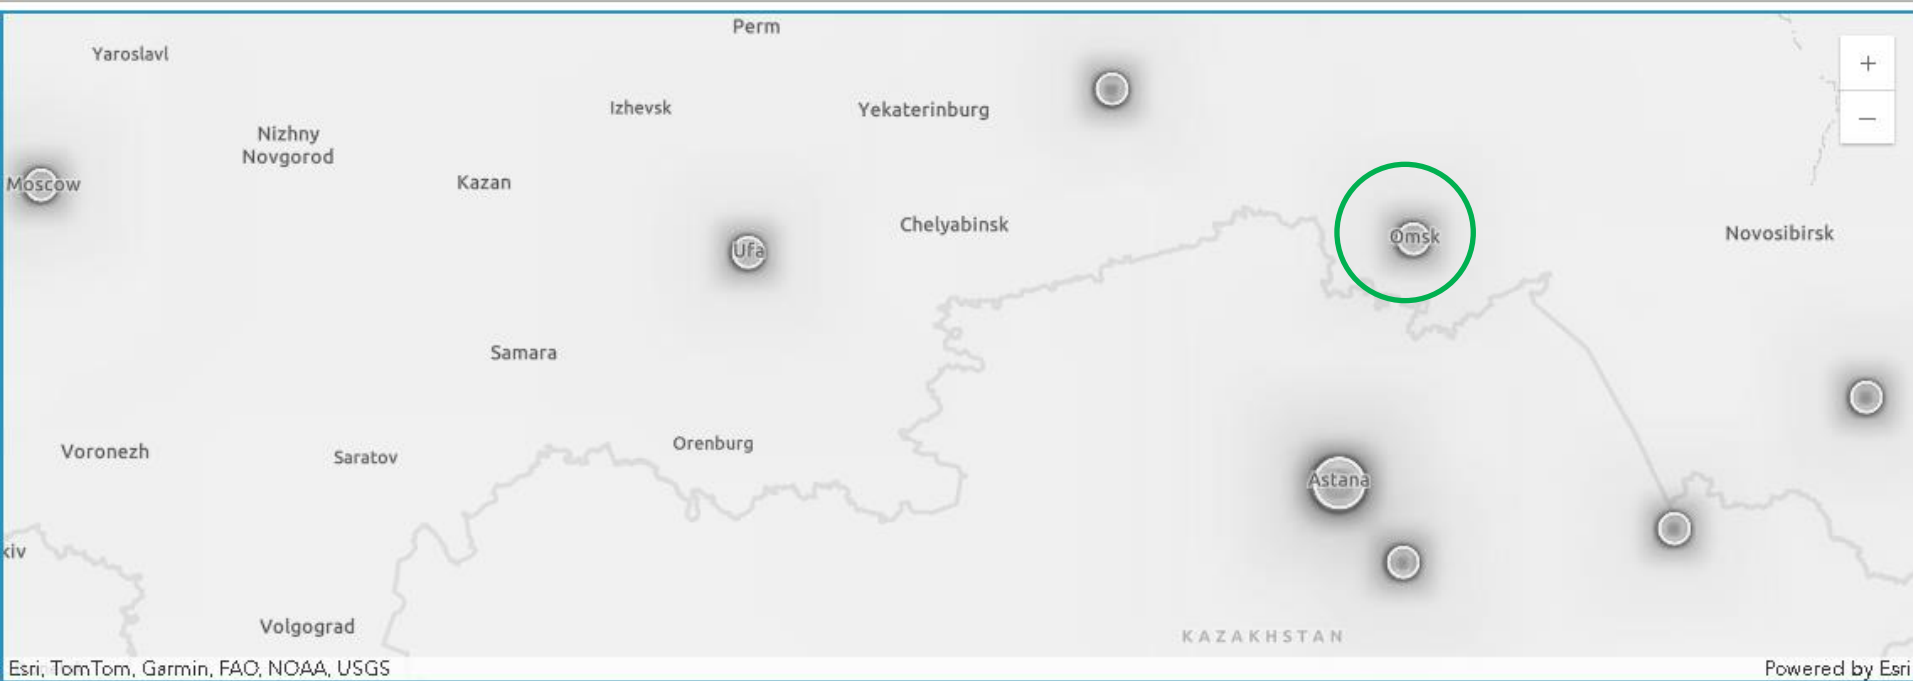 Perm
Yaroslavl
Izhevsk
Yekaterinburg
Nizhny
Novgorod
Moscow
Kazan
Chelyabinsk
Omsk
Novosibirsk
Ufa
Samara
Orenburg
Voronezh
Saratov
Astana
kiv
Volgograd
KAZAKHSTAN
Esri, TomTom, Garmin, FAO, NOAA, USGS
Powered by Esri
+
−